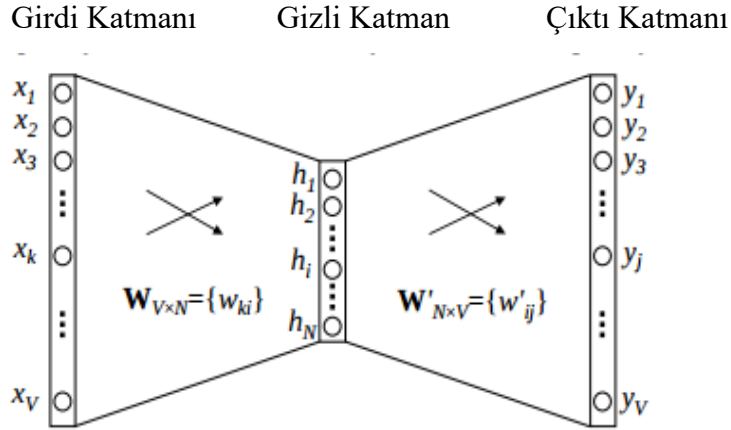 Girdi Katmanı Gizli Katman Çıktı Katmanı
x1 y1
x2 y2
x3 h1 y3
h2
xk hi yj
W V×N={wki} W' N×V={w'ij}
hN
xV yV